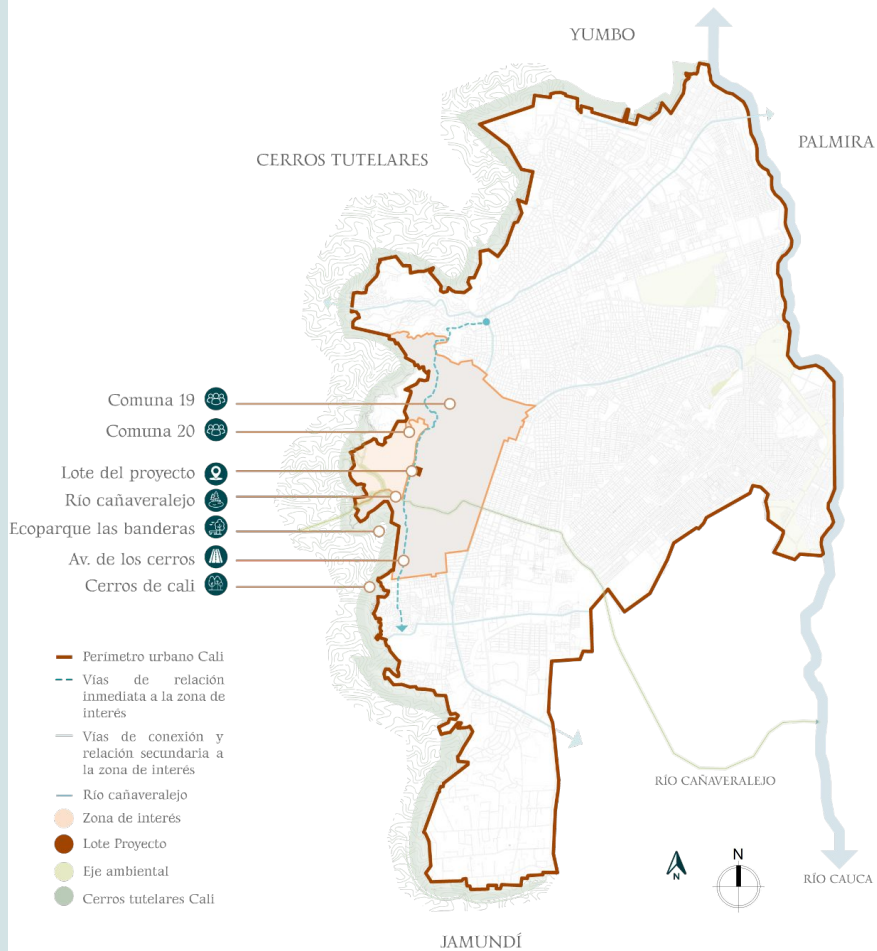 YUMBO
PALMIRA
CERROS TUTELARES
Comuna 19
Comuna 20
Lote del proyecto
Río cañaveralejo
Ecoparque las banderas
Av. de los cerros
Cerros de cali
Perímetro urbano Cali
Vías de relación
inmediata a la zona de
interés
Vías de conexión y
relación secundaria a
la zona de interés
Río cañaveralejo
Zona de interés
Lote Proyecto
Eje ambiental
Cerros tutelares Cali
RÍO CAÑAVERALEJO
N
N
RÍO CAUCA
JAMUNDÍ